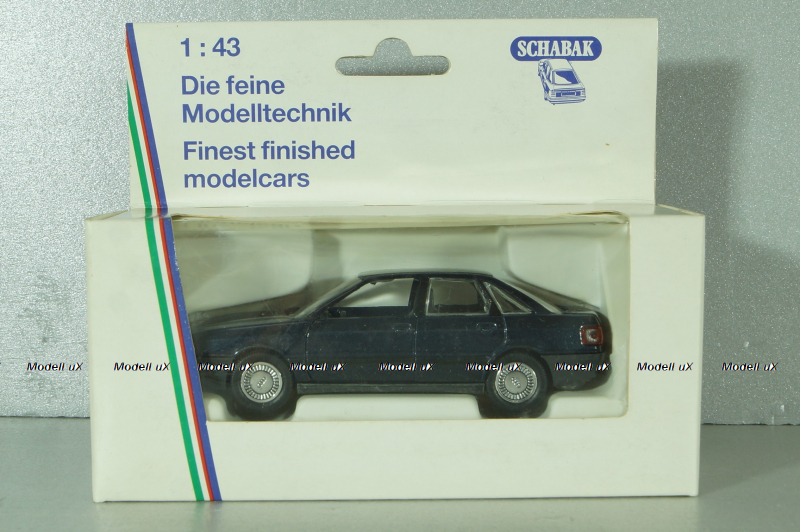 1 : 43
SCHABAK
Die feine
Modelltechnik
Finest finished
modelcars
Modell uX Modell uX Modell uX Modell uX Modell uX Modell uX Modell uX Modell uX Modell uX